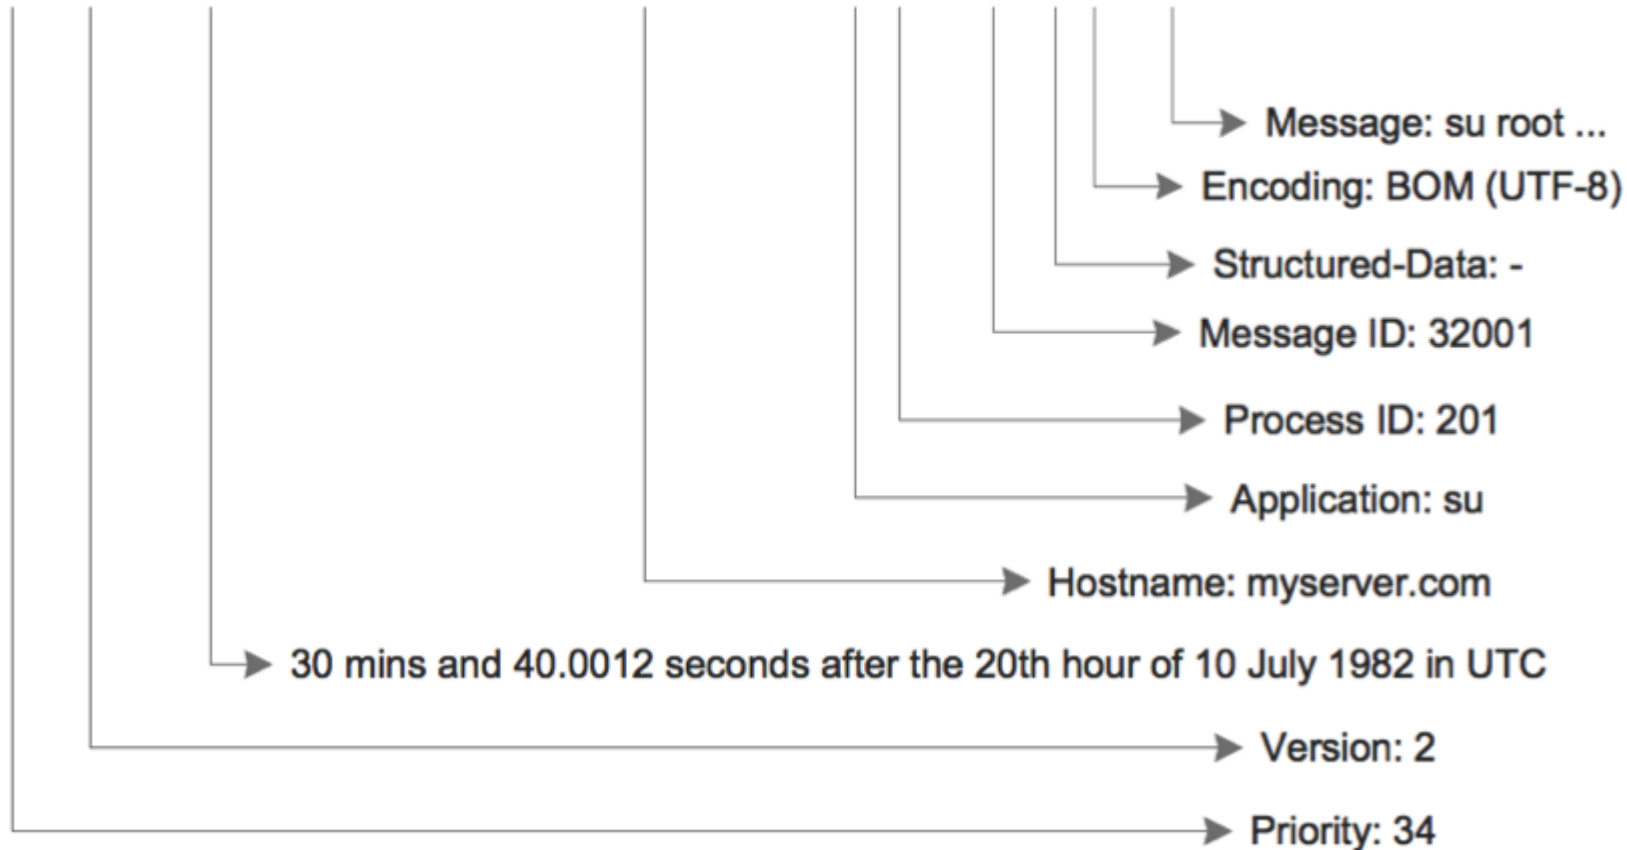 Message: su root ...
Encoding: BOM (UTF-8)
Structured-Data: -
Message ID: 32001
Process ID: 201
Application: su
Hostname: myserver.com
30 mins and 40.0012 seconds after the 20th hour of 10 July 1982 in UTC
Version: 2
Priority: 34